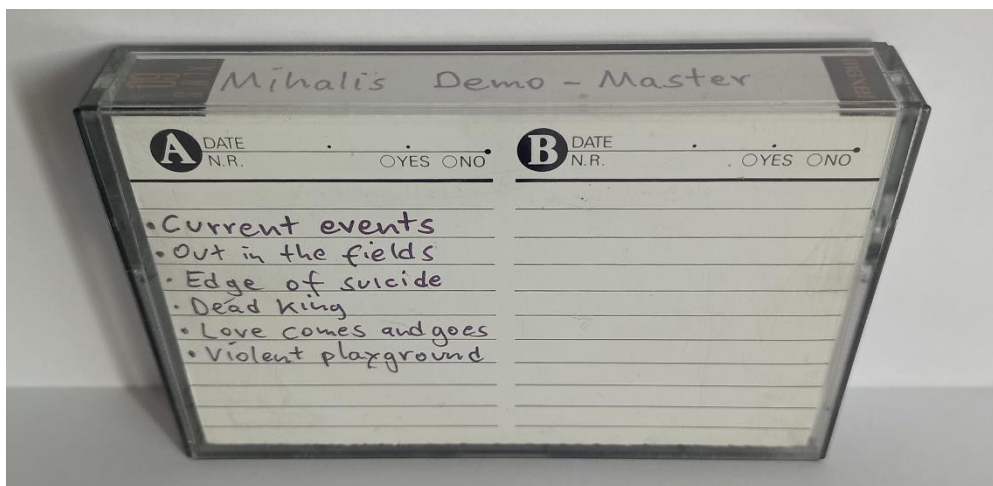 Mihalis Demo - Master
A DATE
N.R. YES NO
B DATE
N.R. YES NO
• Current events
• Out in the fields
• Edge of suicide
• Dead King
• Love comes and goes
• Violent playground